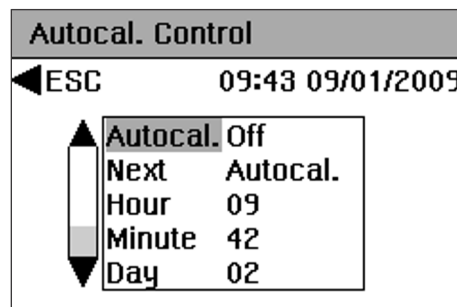 Autocal. Control
ESC 09:43 09/01/2009
Autocal. Off
Next Autocal.
Hour 09
Minute 42
Day 02